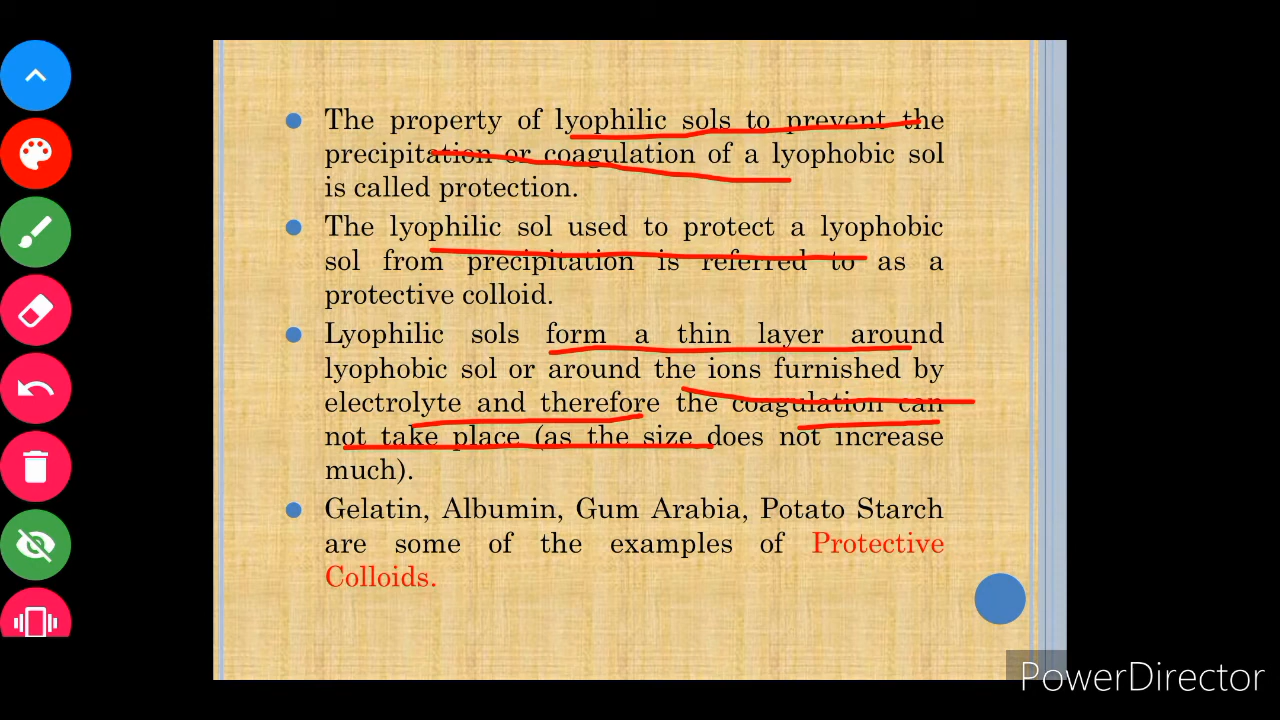 The property of lyophilic sols to prevent the
precipitation or coagulation of a lyophobic sol
is called protection.
The lyophilic sol used to protect a lyophobic
sol from precipitation is referred to as a
protective colloid.
Lyophilic sols form a thin layer around
lyophobic sol or around the ions furnished by
electrolyte and therefore the coagulation can
not take place (as the size does not increase
much).
Gelatin, Albumin, Gum Arabia, Potato Starch
are some of the examples of Protective
Colloids.
PowerDirector